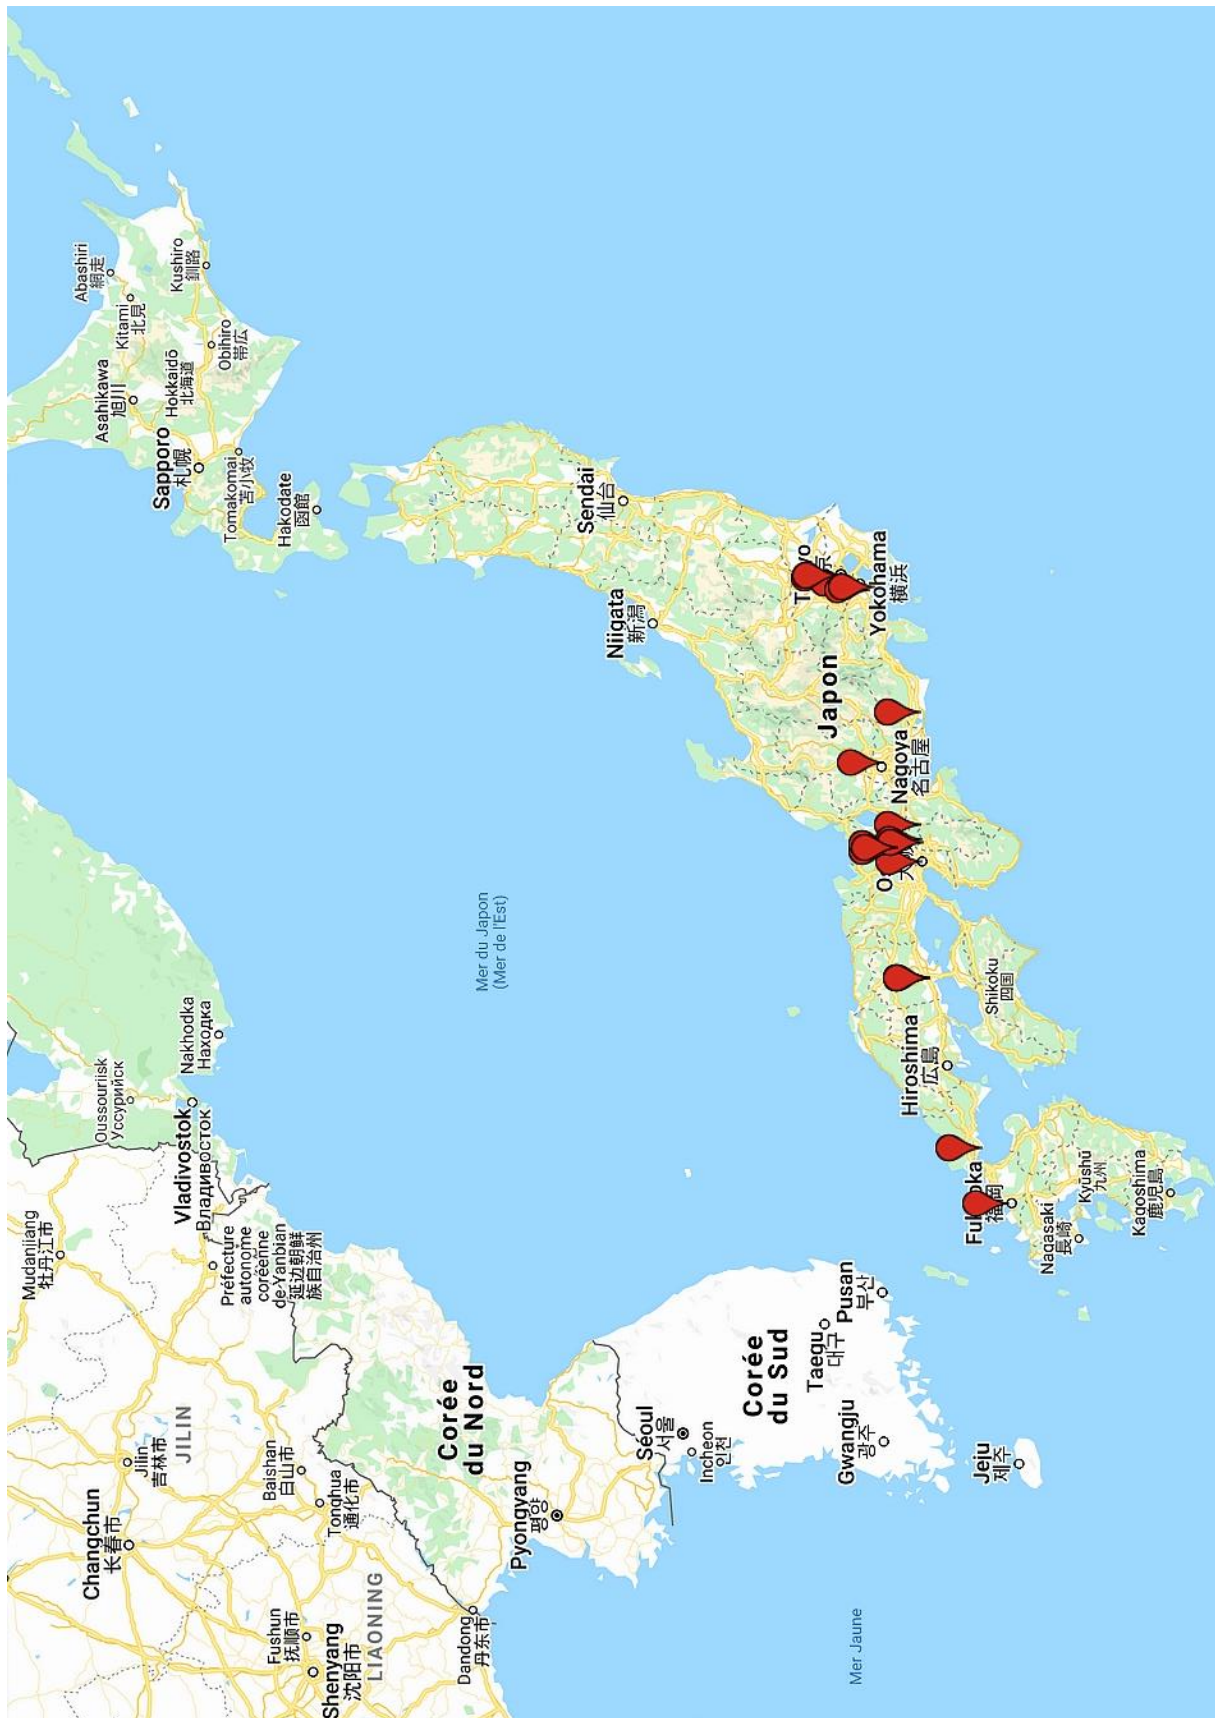 Mudanjiang
牡丹江市
Changchun
长春市
Jilin
吉林市
JILIN
Oussouriisk
Уссурийск
Vladivostok
Владивосток
Nakhodka
Находка
Abashiri
網走
Kitami
北見
Asahikawa
旭川
Sapporo
札幌
Hokkaidō
北海道
Kushiro
釧路
Obihiro
帯広
Tomakomai
苫小牧
Hakodate
函館
Préfecture
autonome
coréenne
de Yanbian
延边朝鲜
族自治州
Baishan
白山市
Tonghua
通化市
Fushun
抚顺市
Shenyang
沈阳市
LIAONING
Dandong
丹东市
Corée
du Nord
Pyongyang
평양
Mer du Japon
(Mer de l'Est)
Sendai
仙台
Niigata
新潟
Séoul
서울
Incheon
인천
Corée
du Sud
Taegu
대구
Pusan
부산
Gwangju
광주
Mer Jaune
Japon
Yokohama
横浜
Nagoya
名古屋
Hiroshima
広島
Shikoku
四国
福岡
Jeju
제주
Nagasaki
長崎
Kyūshū
九州
Kagoshima
鹿児島